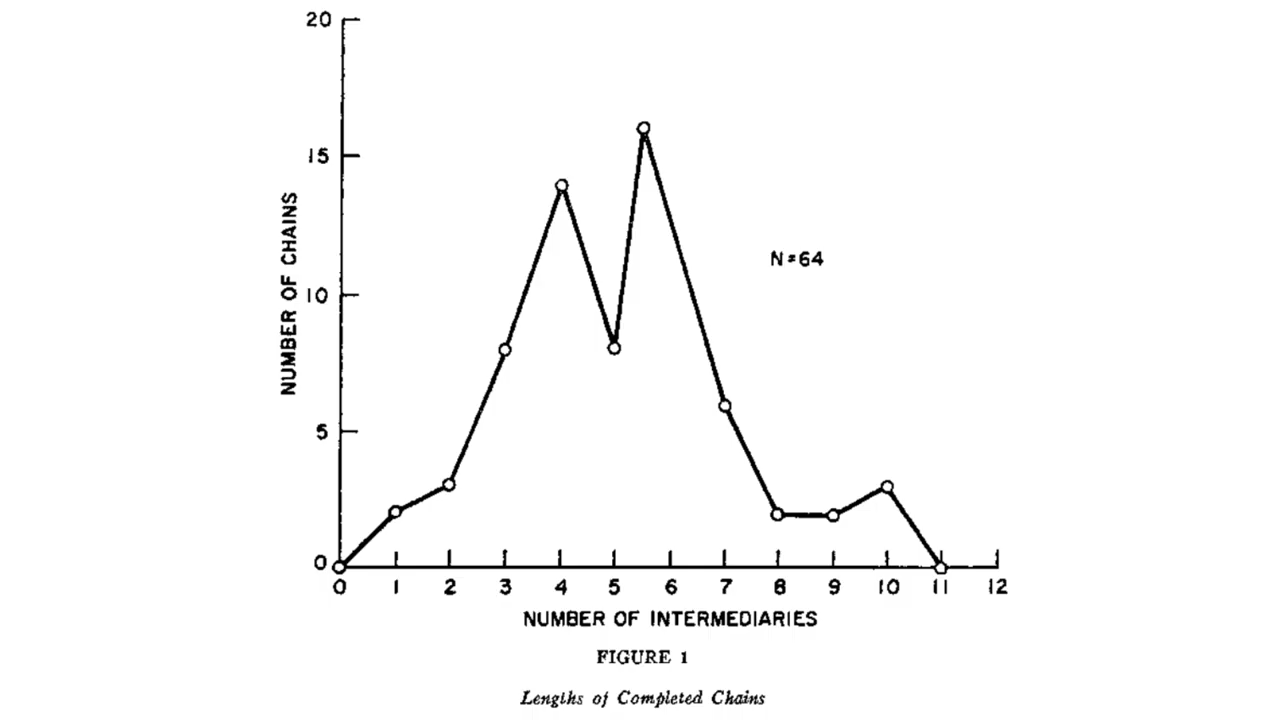 20
15
10
5
0
NUMBER OF CHAINS
N=64
0 1 2 3 4 5 6 7 8 9 10 11 12
NUMBER OF INTERMEDIARIES
FIGURE 1
Lengths of Completed Chains